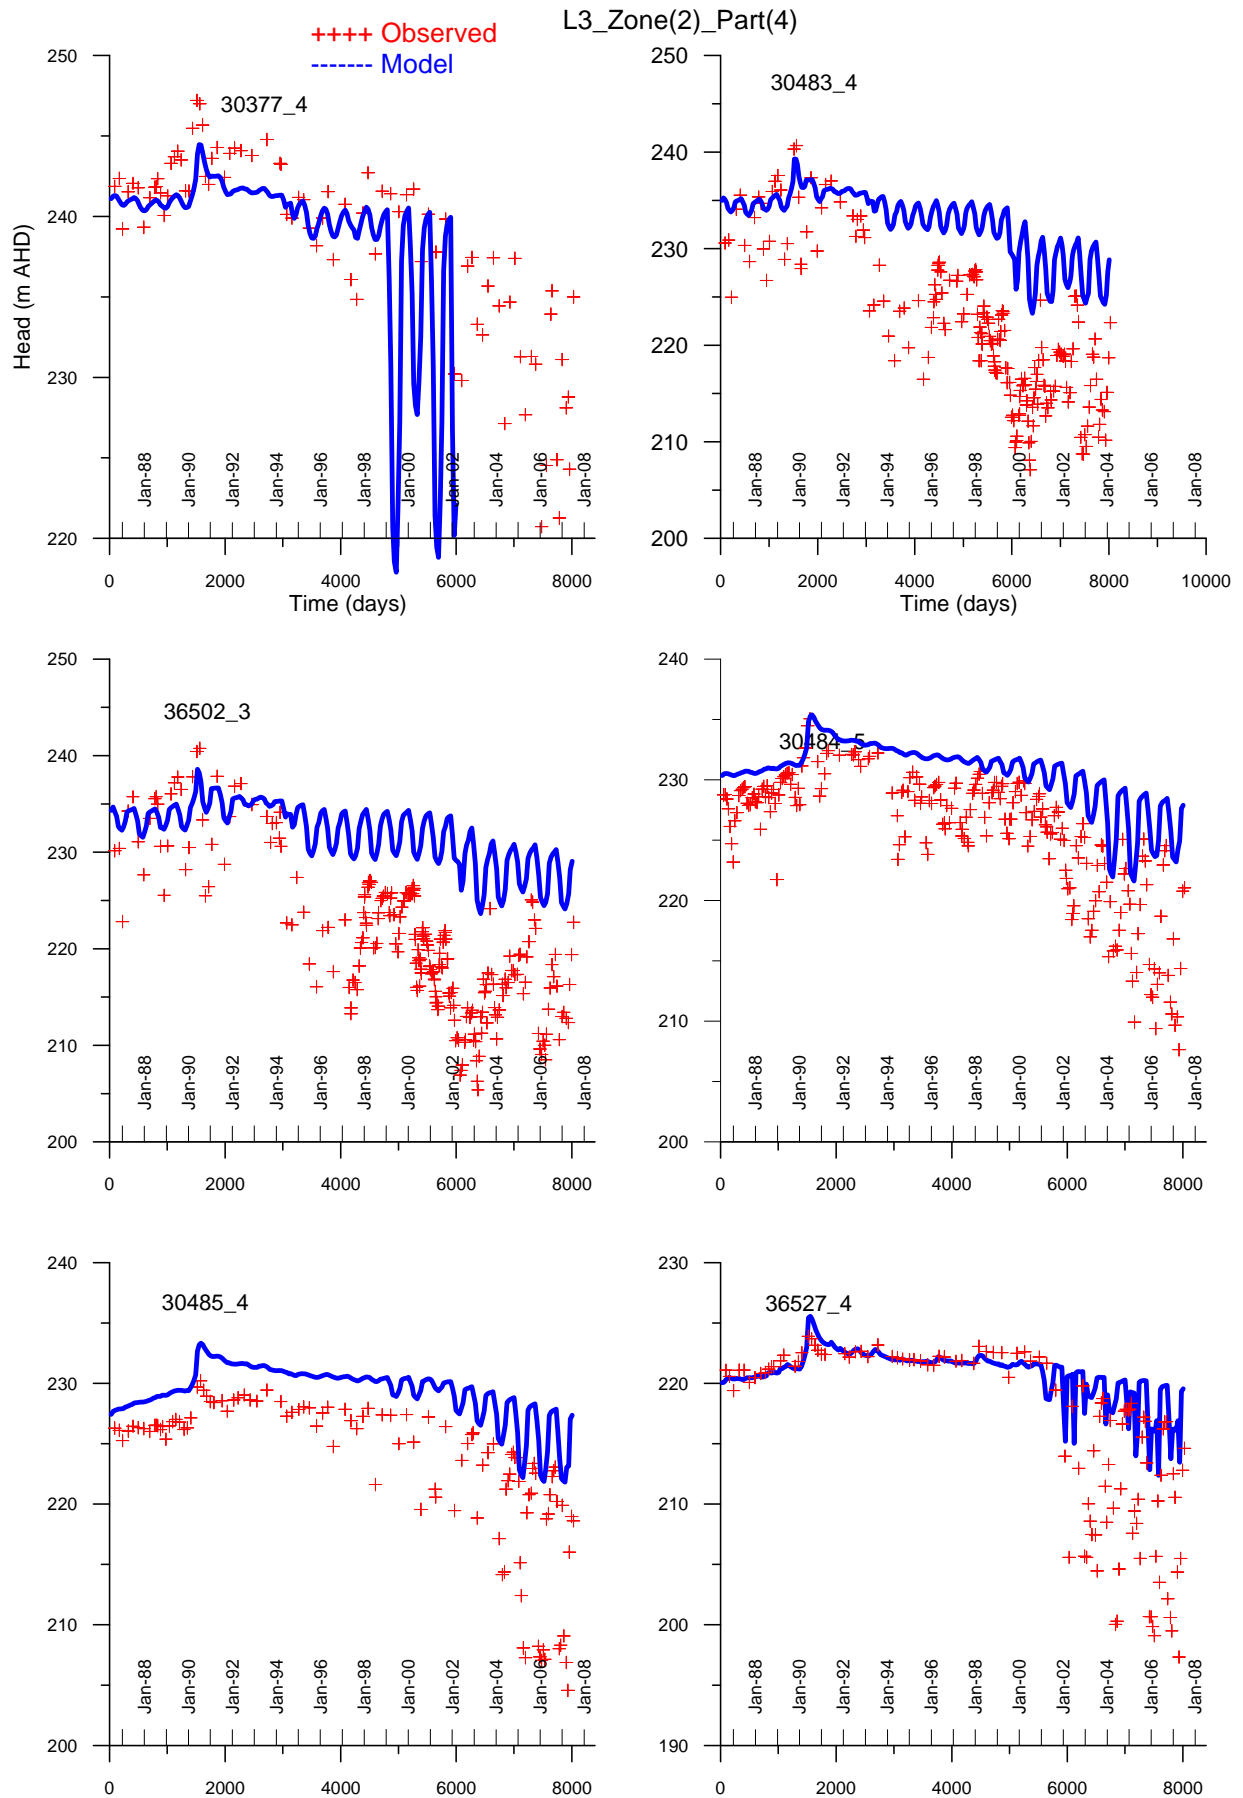 L3_Zone(2)_Part(4)
++++ Observed
------- Model
Head (m AHD)
250
240
230
220
30377_4
Jan-88
Jan-90
Jan-92
Jan-94
Jan-96
Jan-98
Jan-00
Jan-02
Jan-04
Jan-06
Jan-08
0 2000 4000 6000 8000
Time (days)
250
240
230
220
210
200
30483_4
Jan-88
Jan-90
Jan-92
Jan-94
Jan-96
Jan-98
Jan-00
Jan-02
Jan-04
Jan-06
Jan-08
0 2000 4000 6000 8000 10000
Time (days)
250
240
230
220
210
200
36502_3
Jan-88
Jan-90
Jan-92
Jan-94
Jan-96
Jan-98
Jan-00
Jan-02
Jan-04
Jan-06
Jan-08
0 2000 4000 6000 8000
240
230
220
210
200
30484_5
Jan-88
Jan-90
Jan-92
Jan-94
Jan-96
Jan-98
Jan-00
Jan-02
Jan-04
Jan-06
Jan-08
0 2000 4000 6000 8000
240
230
220
210
200
30485_4
Jan-88
Jan-90
Jan-92
Jan-94
Jan-96
Jan-98
Jan-00
Jan-02
Jan-04
Jan-06
Jan-08
0 2000 4000 6000 8000
230
220
210
200
190
36527_4
Jan-88
Jan-90
Jan-92
Jan-94
Jan-96
Jan-98
Jan-00
Jan-02
Jan-04
Jan-06
Jan-08
0 2000 4000 6000 8000